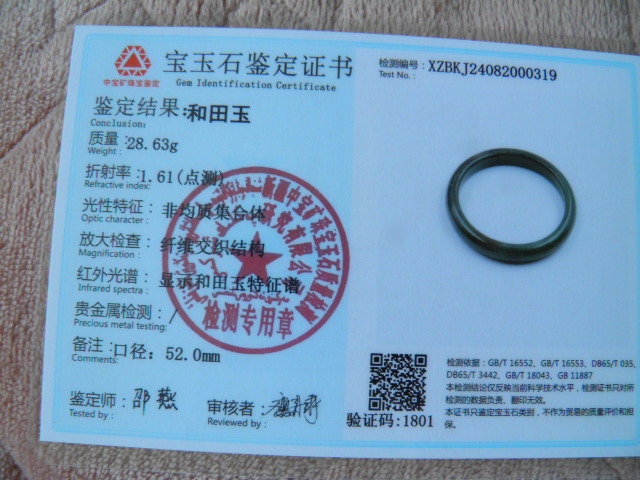 中宝矿珠宝鉴定
宝玉石鉴定证书
Gem Identification Certificate
鉴定结果:和田玉
Conclusion:
质量:28.63g
Weight:
折射率:1.61(点测)
Refractive index:
光性特征:非均质集合体
Optic character:
放大检查:纤维交织结构
Magnification:
红外光谱:显示和田玉特征谱
Infrared spectra:
贵金属检测:/
Precious metal testing:
备注:口径:52.0mm
Comments:
鉴定师:邵燕
Tested by:
审核者:
Reviewed by:
检测专用章
检测编号:XZBKJ24082000319
Test No.:
验证码:1801
检测依据:GB/T 16552、GB/T 16553、DB65/T 035、
DB65/T 3442、GB/T 18043、GB 11887
本检测结论仅反映当前科学技术水平,检测证书只对所
检测的数据负责、翻印无效。
本证书只鉴定宝玉石类别,不作为贸易的质量评价和担
保。